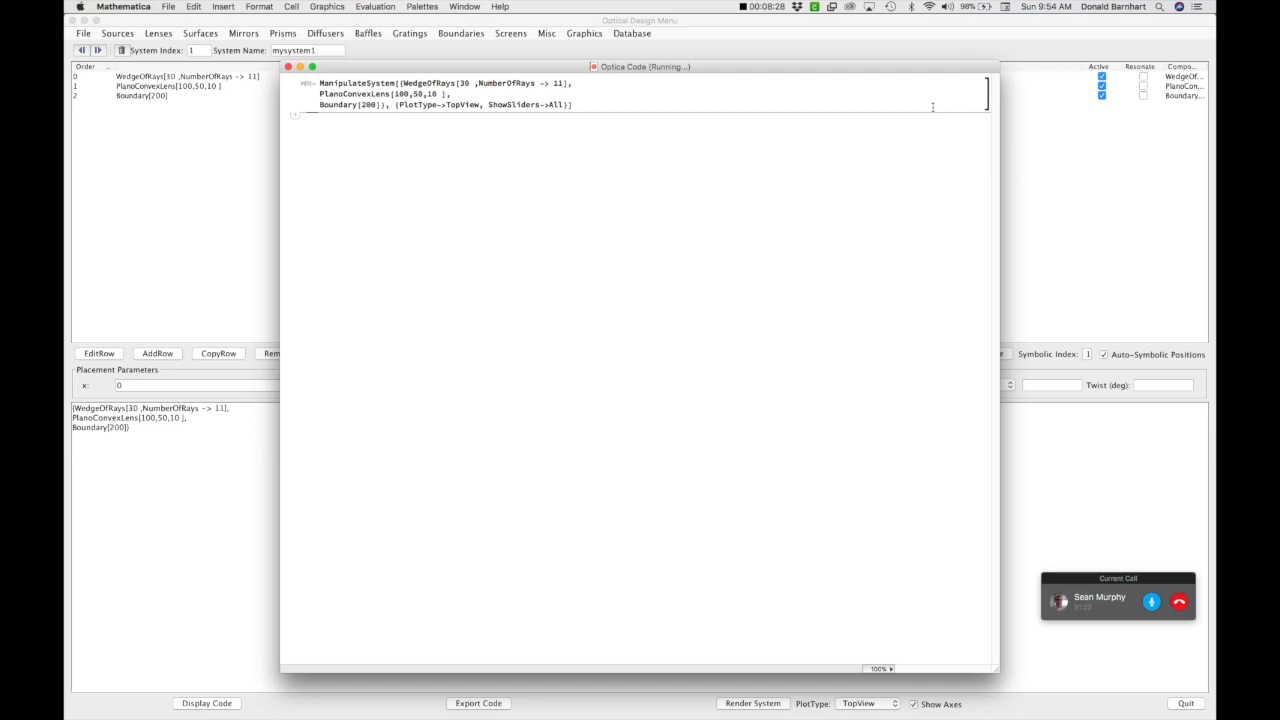 Mathematica File Edit Insert Format Cell Graphics Evaluation Palettes Window Help 00:08:28 98% Sun 9:54 AM Donald Barnhart
Optical Design Menu
File Sources Lenses Surfaces Mirrors Prisms Diffusers Baffles Gratings Boundaries Screens Misc Graphics Database
System Index: 1 System Name: mysystem1
Order .. Active Resonate Compo...
0 WedgeOfRays[30 ,NumberOfRays -> 11] WedgeOf...
1 PlanoConvexLens[100,50,10 ] PlanoCon...
2 Boundary[200] Boundary...
Optica Code (Running...)
ManipulateSystem[{WedgeOfRays[30 ,NumberOfRays -> 11],
PlanoConvexLens[100,50,10 ],
Boundary[200]}, {PlotType->TopView, ShowSliders->All}]
EditRow AddRow CopyRow Rem e Symbolic Index: 1 Auto-Symbolic Positions
Placement Parameters
x: 0 Twist (deg):
{WedgeOfRays[30 ,NumberOfRays -> 11],
PlanoConvexLens[100,50,10 ],
Boundary[200]}
Current Call
Sean Murphy
100%
Display Code Export Code Render System PlotType: TopView Show Axes Quit